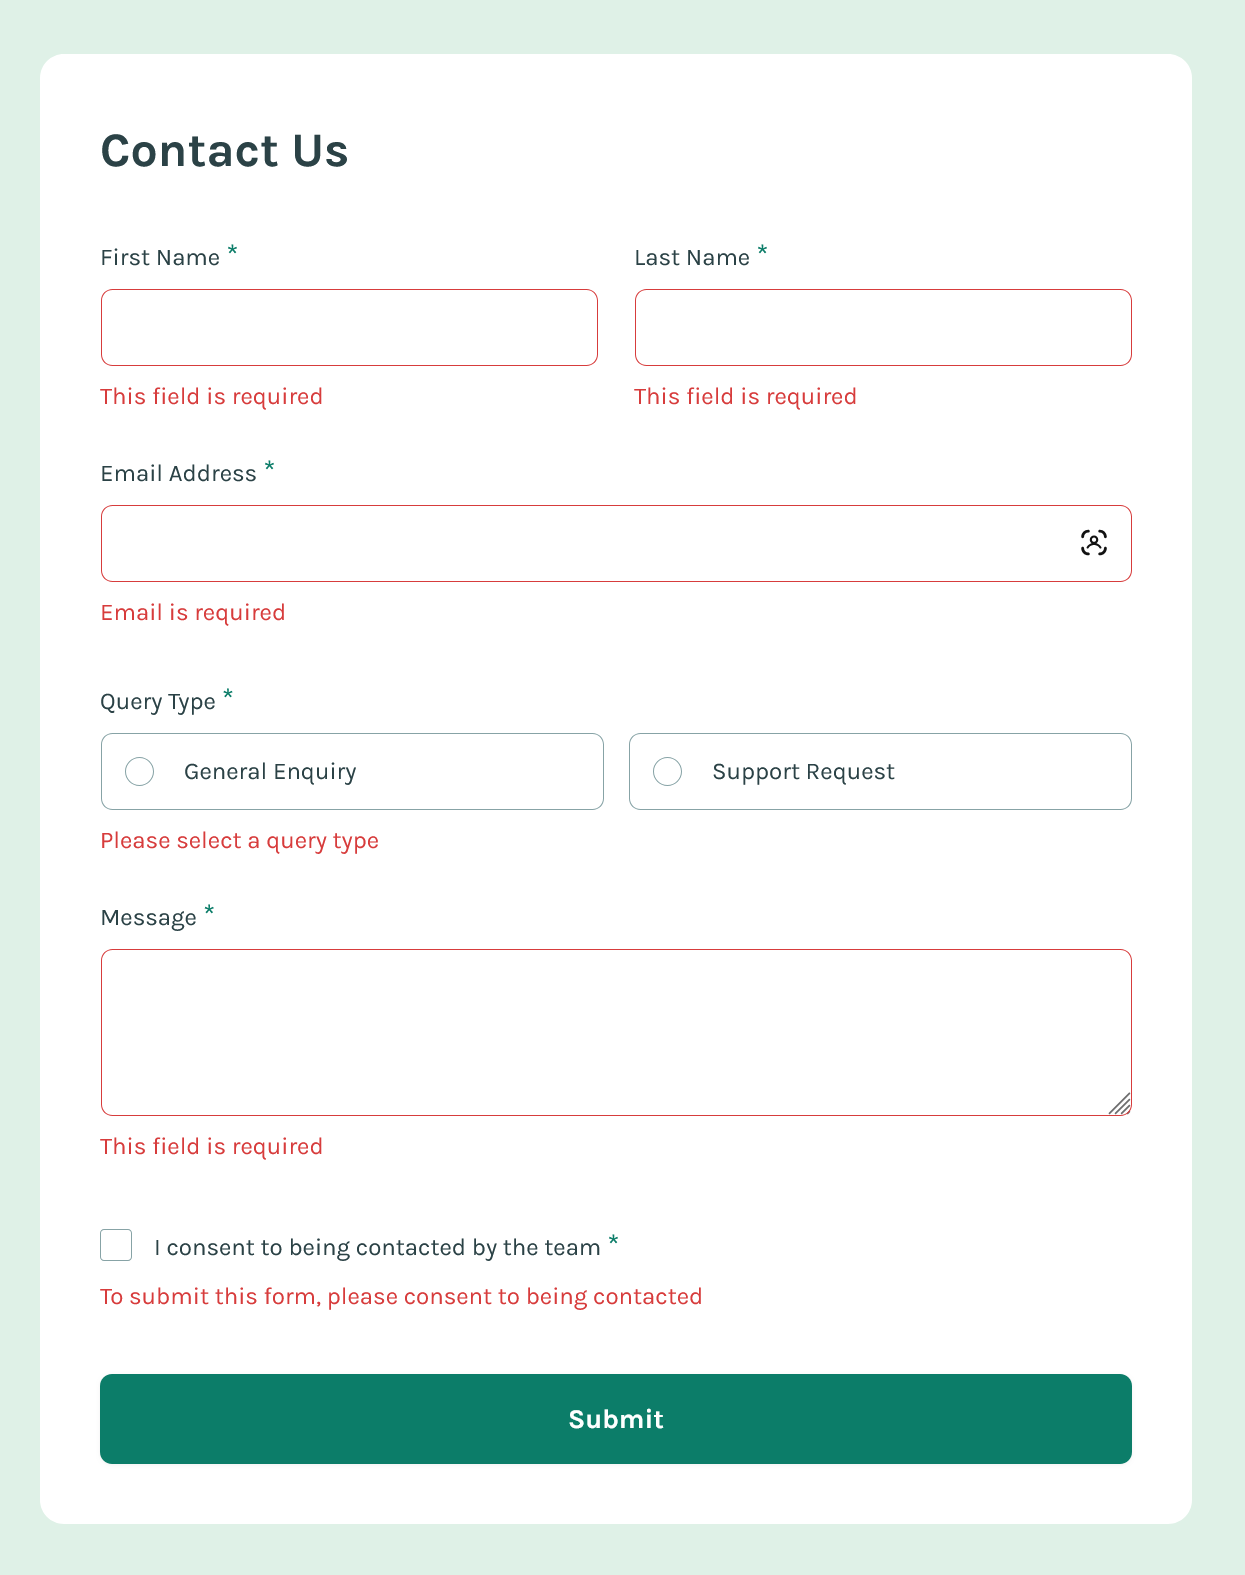 Contact Us
First Name *
Last Name *
This field is required
This field is required
Email Address *
Email is required
Query Type *
General Enquiry
Support Request
Please select a query type
Message *
This field is required
I consent to being contacted by the team *
To submit this form, please consent to being contacted
Submit